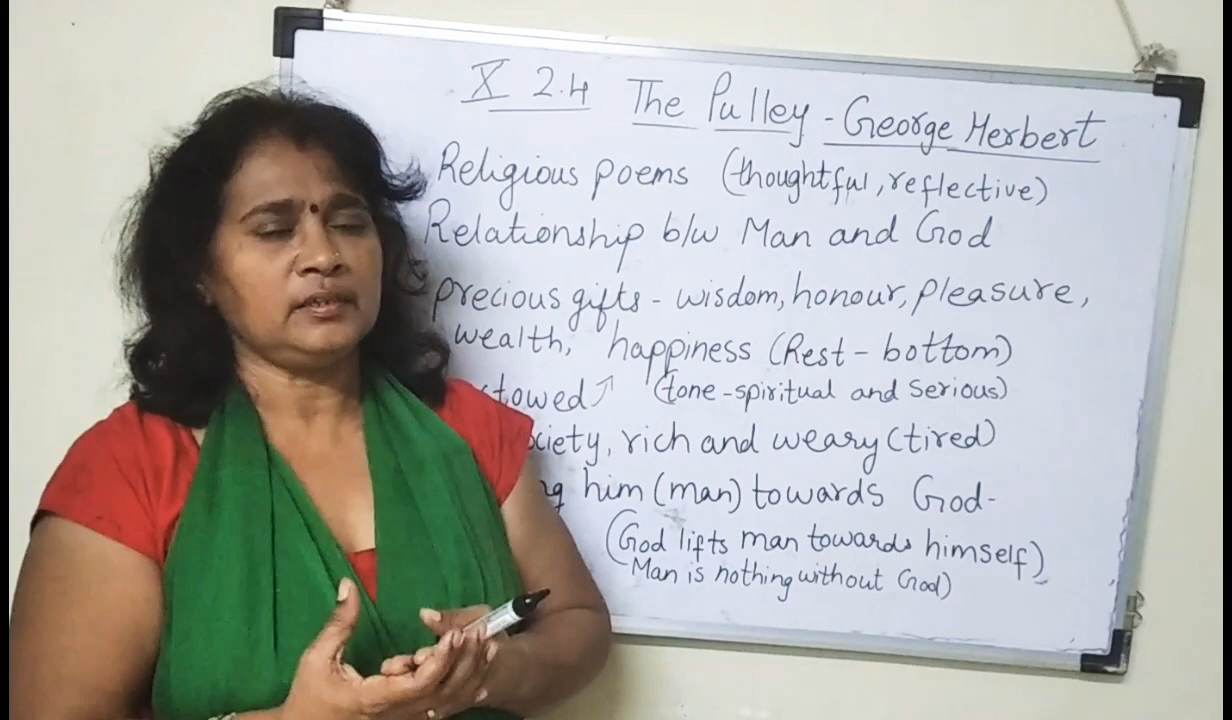 X 2.4 The Pulley - George Herbert
Religious poems (thoughtful, reflective)
Relationship b/w Man and God
precious gifts - wisdom, honour, pleasure,
wealth, happiness (Rest - bottom)
stowed ↑ (tone - spiritual and serious)
ciety, rich and weary (tired)
g him (man) towards God -
(God lifts man towards himself)
Man is nothing without God)